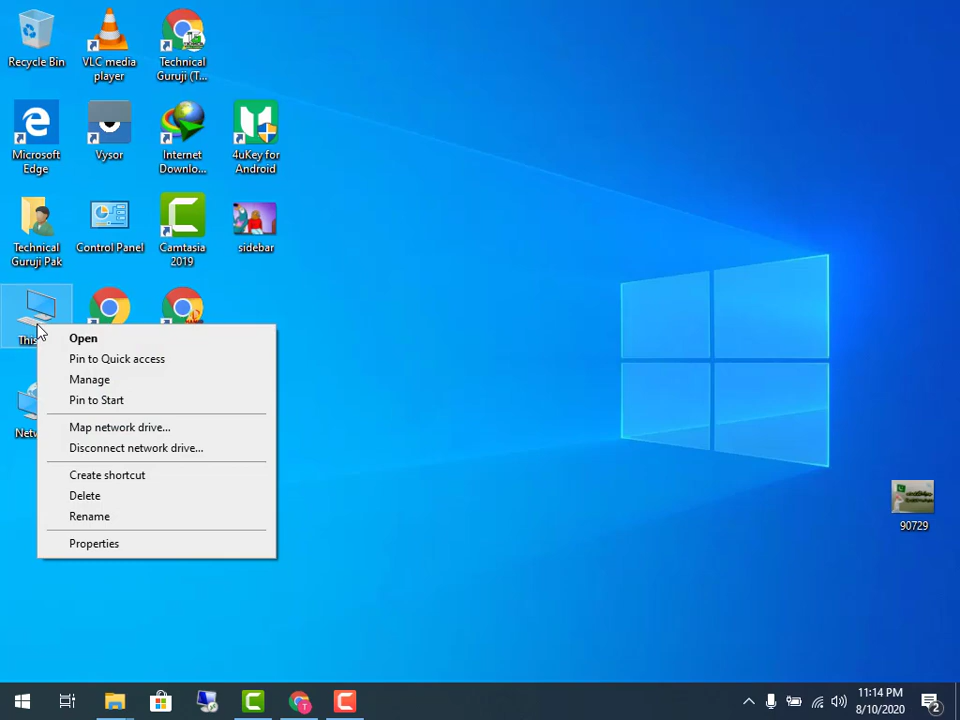 Recycle Bin
VLC media
player
Technical
Guruji (T...
Microsoft
Edge
Vysor
Internet
Downlo...
4uKey for
Android
Technical
Guruji Pak
Control Panel
Camtasia
2019
sidebar
Open
Pin to Quick access
Manage
Pin to Start
Map network drive...
Disconnect network drive...
Create shortcut
Delete
Rename
Properties
90729
11:14 PM
8/10/2020
2